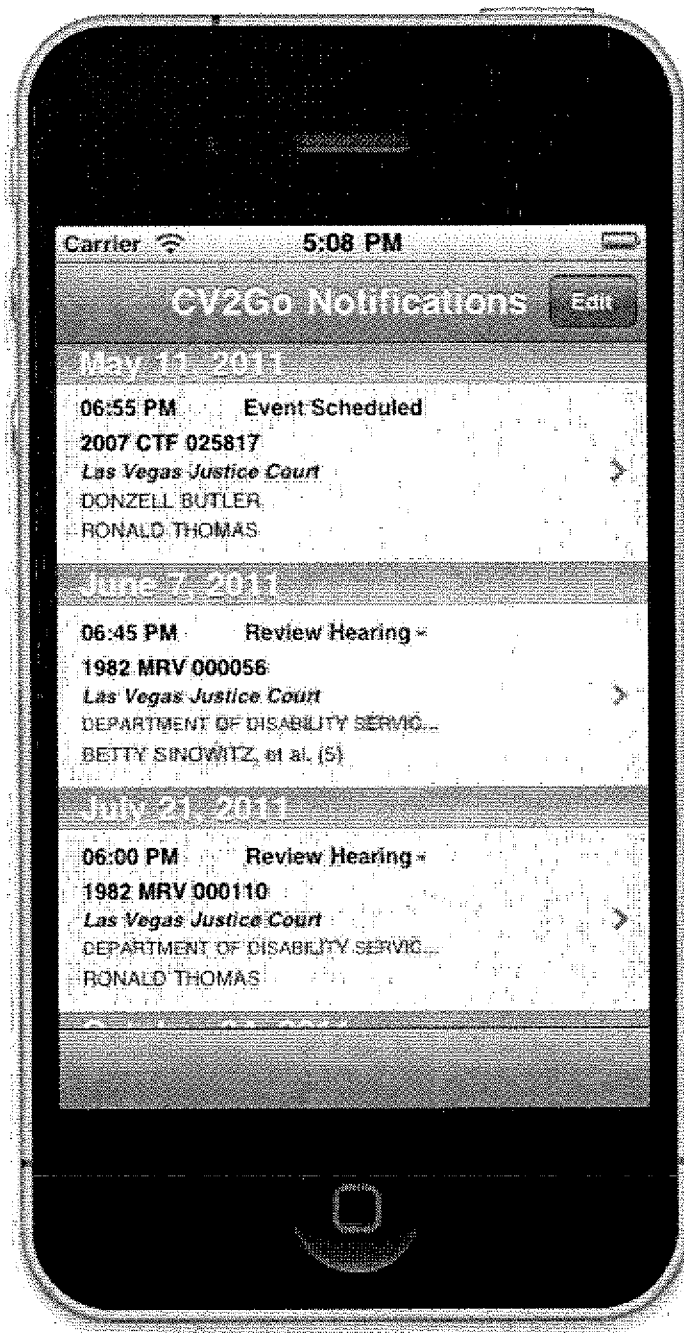 Carrier 5:08 PM
CV2Go Notifications Edit
May 11, 2011
06:55 PM Event Scheduled
2007 CTF 025817
Las Vegas Justice Court
DONZELL BUTLER
RONALD THOMAS
June 7, 2011
06:45 PM Review Hearing -
1982 MRV 000056
Las Vegas Justice Court
DEPARTMENT OF DISABILITY SERVIC...
BETTY SINOWITZ, et al. (5)
July 21, 2011
06:00 PM Review Hearing -
1982 MRV 000110
Las Vegas Justice Court
DEPARTMENT OF DISABILITY SERVIC...
RONALD THOMAS